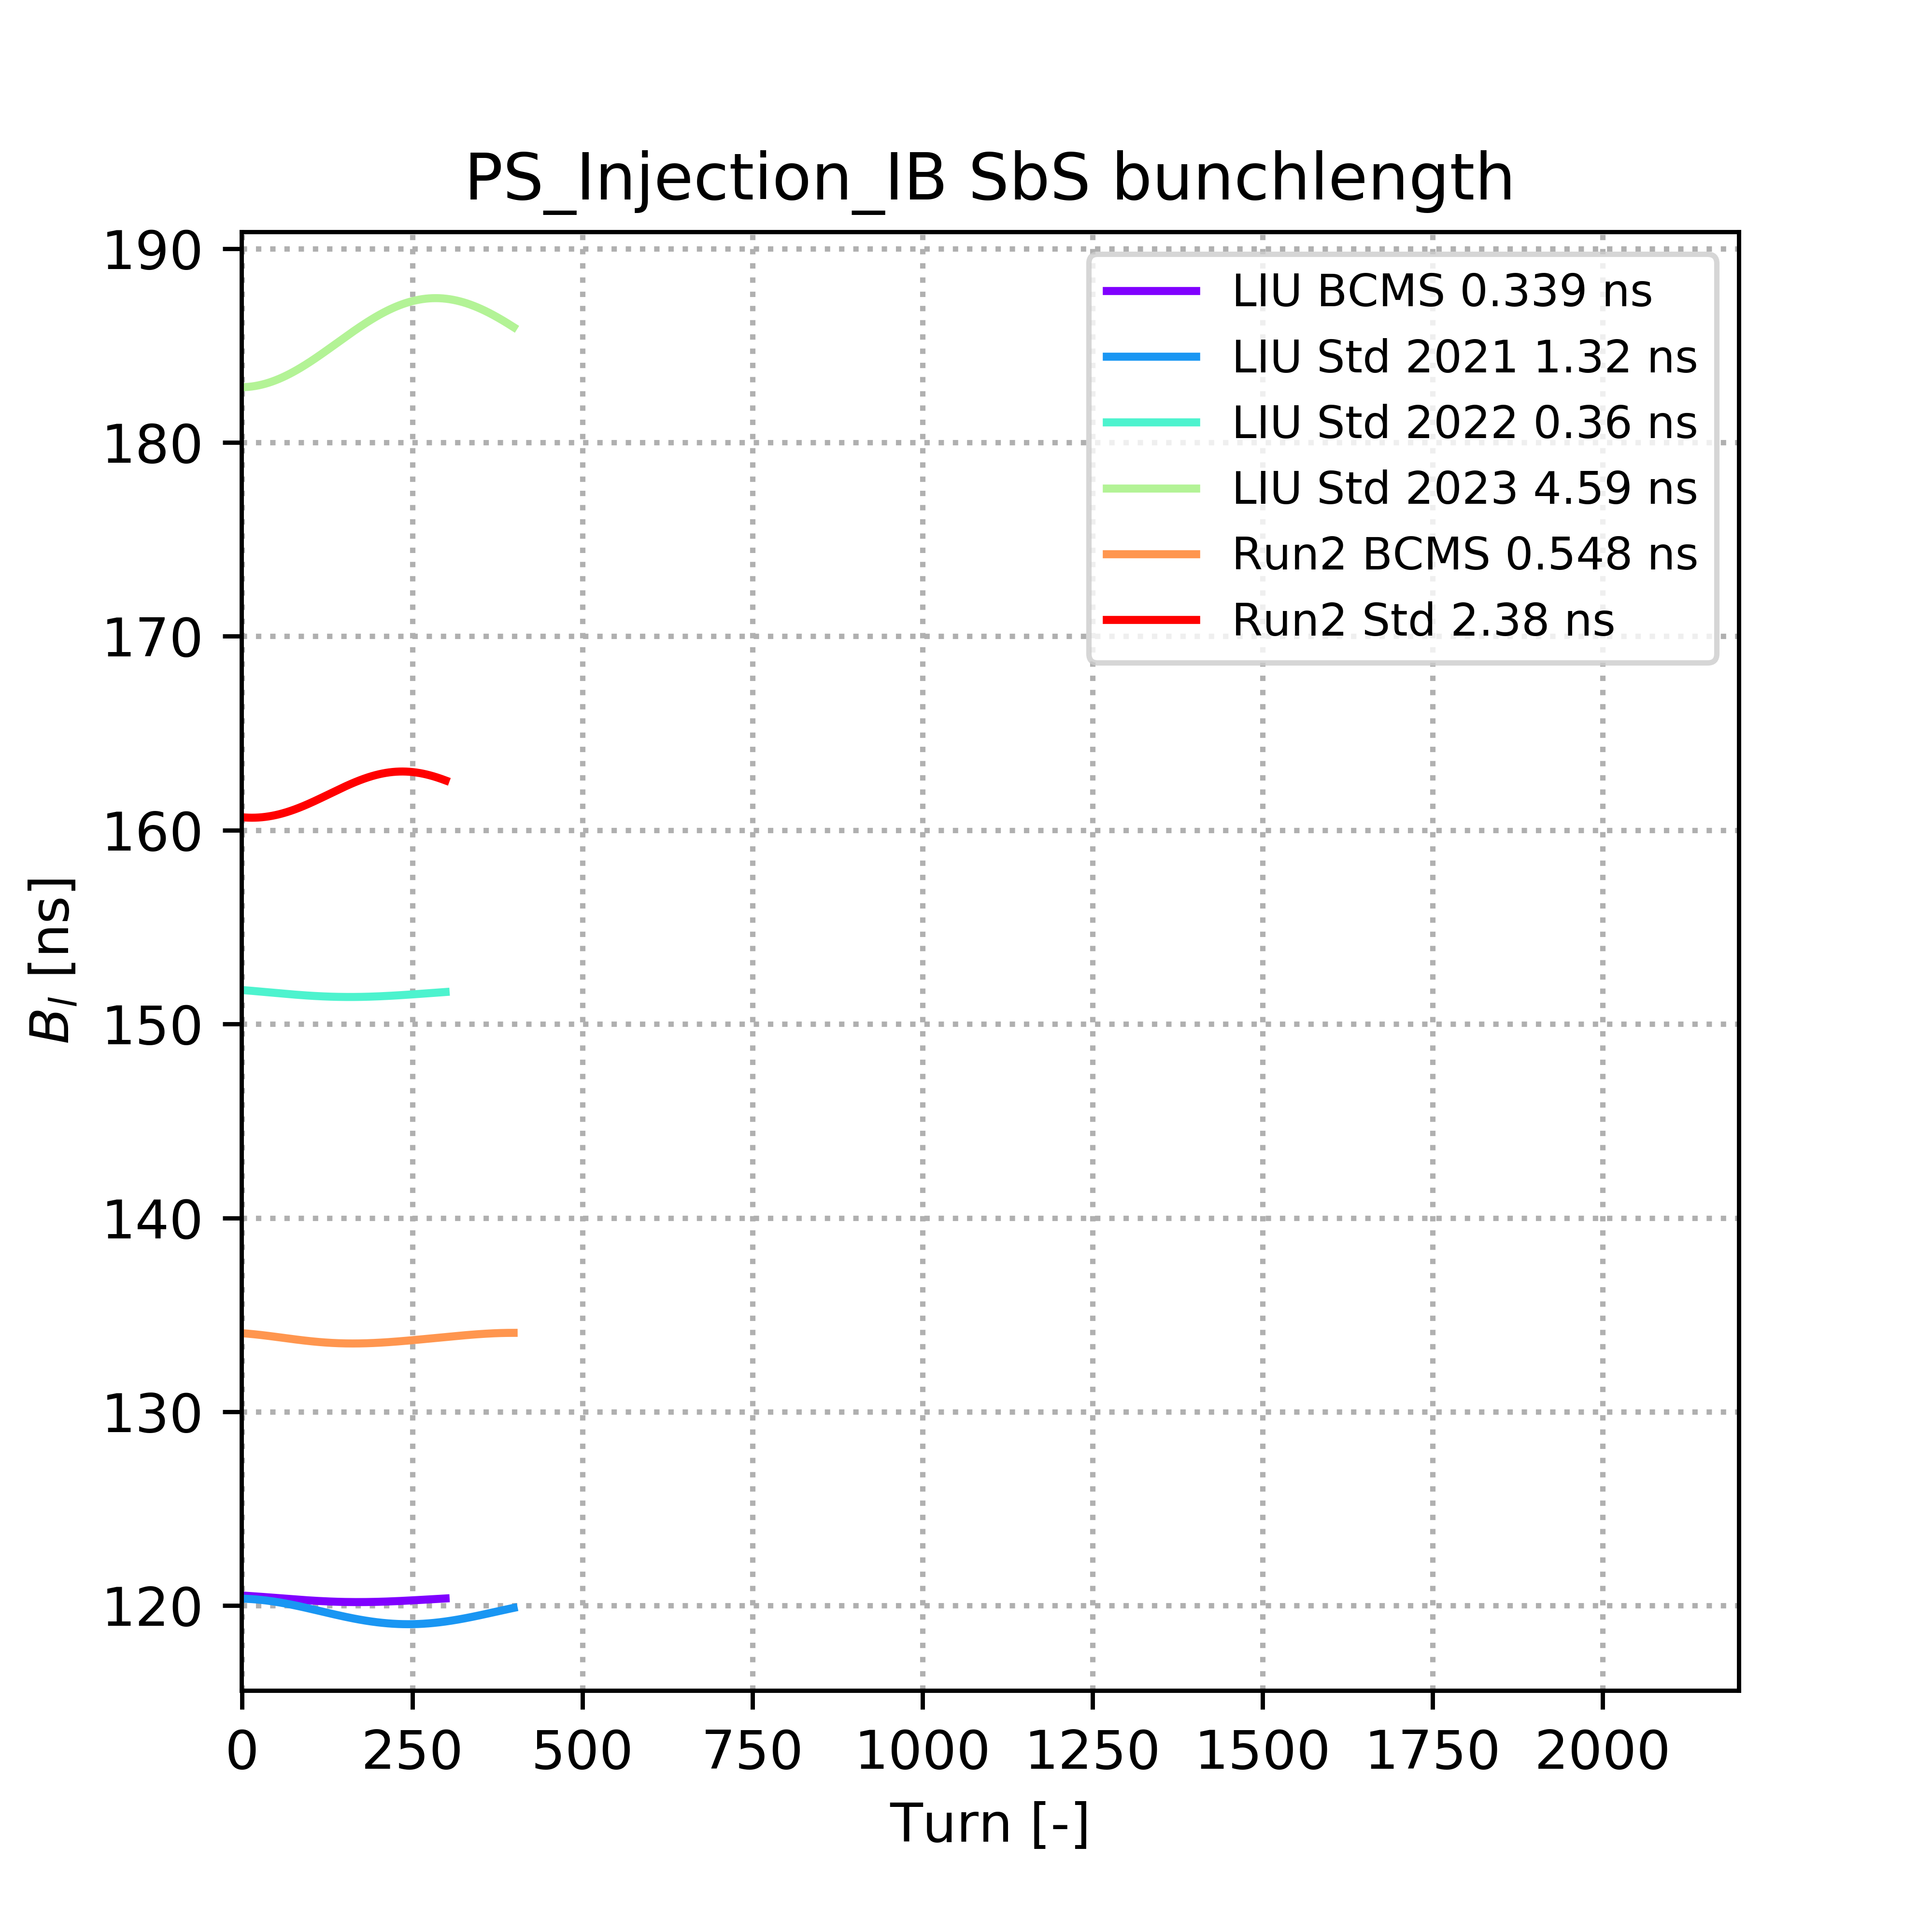 PS_Injection_IB SbS bunchlength
190
180
170
160
150
140
130
120
B_l [ns]
LIU BCMS 0.339 ns
LIU Std 2021 1.32 ns
LIU Std 2022 0.36 ns
LIU Std 2023 4.59 ns
Run2 BCMS 0.548 ns
Run2 Std 2.38 ns
0 250 500 750 1000 1250 1500 1750 2000
Turn [-]